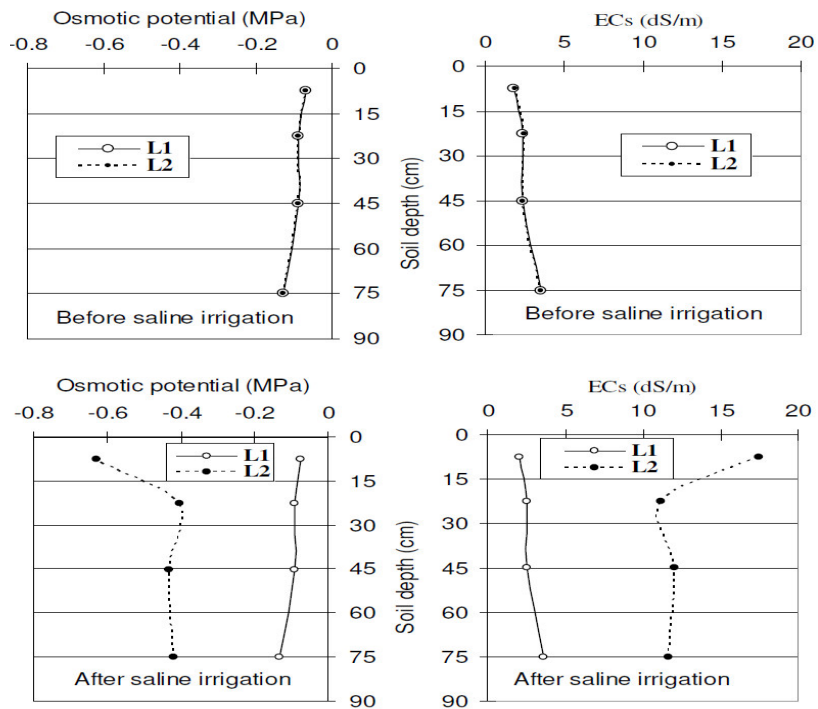 Osmotic potential (MPa)
-0.8 -0.6 -0.4 -0.2 0
0
15
30
45
60
75
90
L1
L2
Before saline irrigation
ECs (dS/m)
0 5 10 15 20
0
15
30
45
60
75
90
Soil depth (cm)
L1
L2
Before saline irrigation
Osmotic potential (MPa)
-0.8 -0.6 -0.4 -0.2 0
0
15
30
45
60
75
90
L1
L2
After saline irrigation
ECs (dS/m)
0 5 10 15 20
0
15
30
45
60
75
90
Soil depth (cm)
L1
L2
After saline irrigation